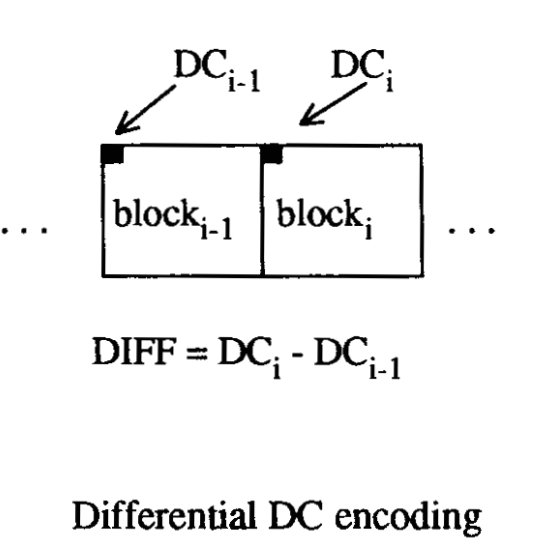 DC_{i-1} DC_i
... block_{i-1} block_i ...
DIFF = DC_i - DC_{i-1}
Differential DC encoding